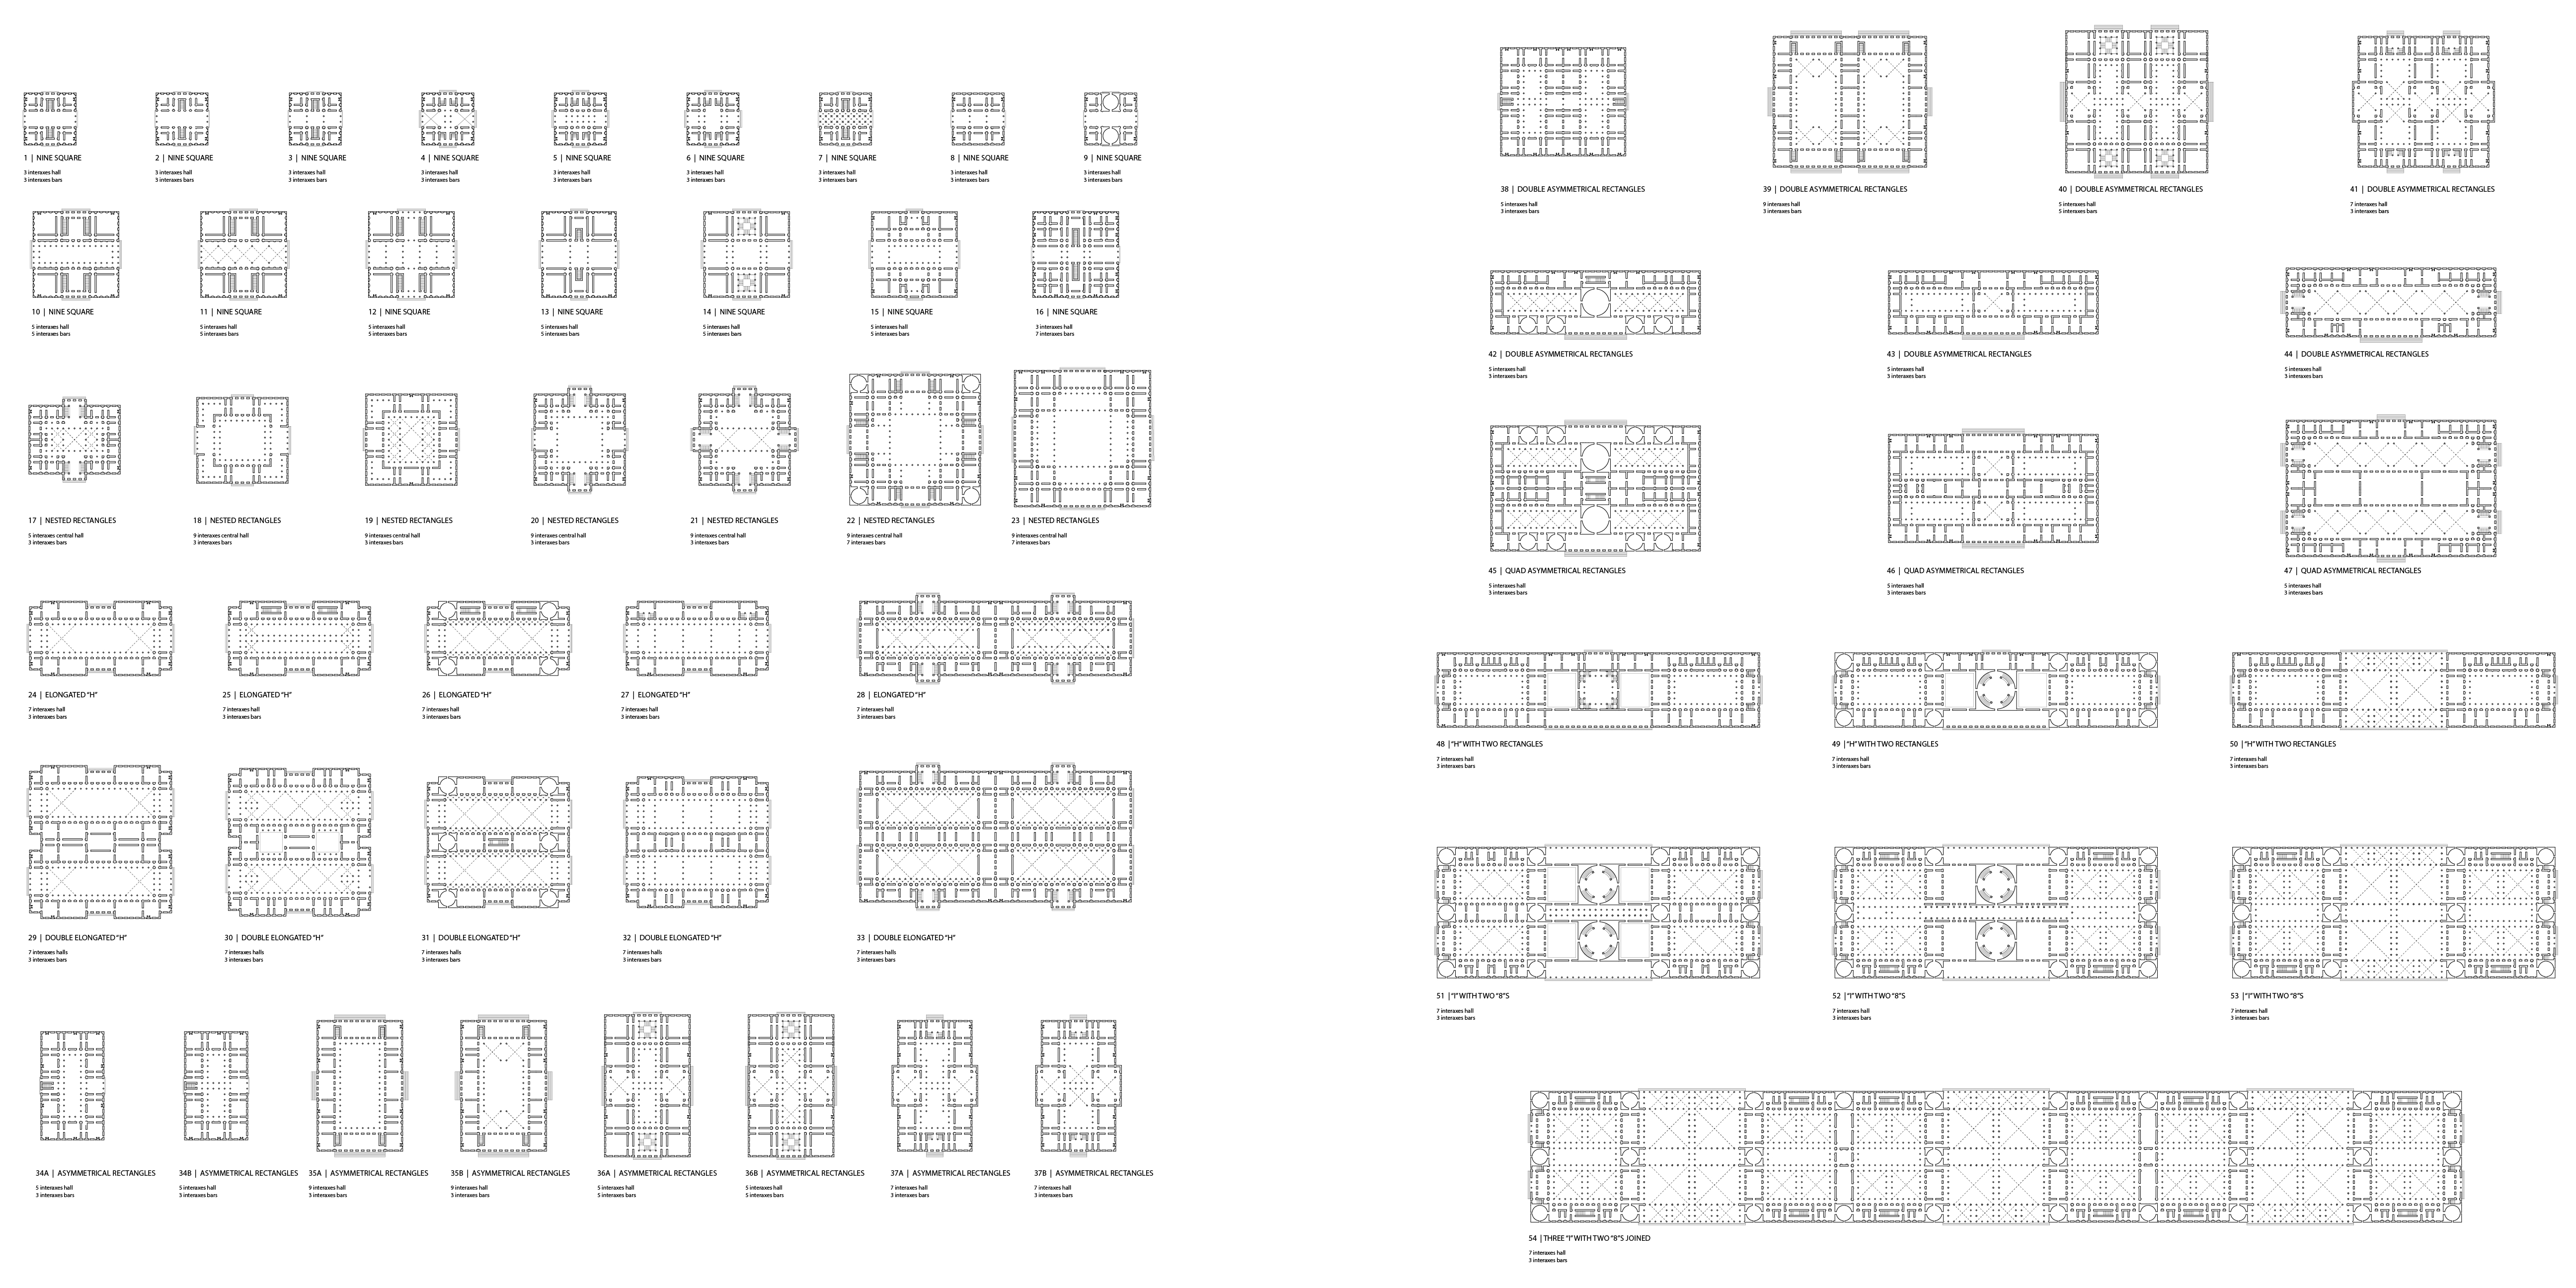 1 | NINE SQUARE
3 interaxes hall
3 interaxes bars
2 | NINE SQUARE
3 interaxes hall
3 interaxes bars
3 | NINE SQUARE
3 interaxes hall
3 interaxes bars
4 | NINE SQUARE
3 interaxes hall
3 interaxes bars
5 | NINE SQUARE
3 interaxes hall
3 interaxes bars
6 | NINE SQUARE
3 interaxes hall
3 interaxes bars
7 | NINE SQUARE
3 interaxes hall
3 interaxes bars
8 | NINE SQUARE
3 interaxes hall
3 interaxes bars
9 | NINE SQUARE
3 interaxes hall
3 interaxes bars
10 | NINE SQUARE
5 interaxes hall
5 interaxes bars
11 | NINE SQUARE
5 interaxes hall
5 interaxes bars
12 | NINE SQUARE
5 interaxes hall
5 interaxes bars
13 | NINE SQUARE
5 interaxes hall
5 interaxes bars
14 | NINE SQUARE
5 interaxes hall
5 interaxes bars
15 | NINE SQUARE
5 interaxes hall
5 interaxes bars
16 | NINE SQUARE
3 interaxes hall
7 interaxes bars
17 | NESTED RECTANGLES
5 interaxes central hall
3 interaxes bars
18 | NESTED RECTANGLES
9 interaxes central hall
3 interaxes bars
19 | NESTED RECTANGLES
9 interaxes central hall
3 interaxes bars
20 | NESTED RECTANGLES
9 interaxes central hall
3 interaxes bars
21 | NESTED RECTANGLES
9 interaxes central hall
3 interaxes bars
22 | NESTED RECTANGLES
9 interaxes central hall
7 interaxes bars
23 | NESTED RECTANGLES
9 interaxes central hall
7 interaxes bars
24 | ELONGATED “H”
7 interaxes hall
3 interaxes bars
25 | ELONGATED “H”
7 interaxes hall
3 interaxes bars
26 | ELONGATED “H”
7 interaxes hall
3 interaxes bars
27 | ELONGATED “H”
7 interaxes hall
3 interaxes bars
28 | ELONGATED “H”
7 interaxes hall
3 interaxes bars
29 | DOUBLE ELONGATED “H”
7 interaxes halls
3 interaxes bars
30 | DOUBLE ELONGATED “H”
7 interaxes halls
3 interaxes bars
31 | DOUBLE ELONGATED “H”
7 interaxes halls
3 interaxes bars
32 | DOUBLE ELONGATED “H”
7 interaxes halls
3 interaxes bars
33 | DOUBLE ELONGATED “H”
7 interaxes halls
3 interaxes bars
34A | ASYMMETRICAL RECTANGLES
5 interaxes hall
3 interaxes bars
34B | ASYMMETRICAL RECTANGLES
5 interaxes hall
3 interaxes bars
35A | ASYMMETRICAL RECTANGLES
9 interaxes hall
3 interaxes bars
35B | ASYMMETRICAL RECTANGLES
9 interaxes hall
3 interaxes bars
36A | ASYMMETRICAL RECTANGLES
5 interaxes hall
5 interaxes bars
36B | ASYMMETRICAL RECTANGLES
5 interaxes hall
5 interaxes bars
37A | ASYMMETRICAL RECTANGLES
7 interaxes hall
3 interaxes bars
37B | ASYMMETRICAL RECTANGLES
7 interaxes hall
3 interaxes bars
38 | DOUBLE ASYMMETRICAL RECTANGLES
5 interaxes hall
3 interaxes bars
39 | DOUBLE ASYMMETRICAL RECTANGLES
9 interaxes hall
3 interaxes bars
40 | DOUBLE ASYMMETRICAL RECTANGLES
5 interaxes hall
5 interaxes bars
41 | DOUBLE ASYMMETRICAL RECTANGLES
7 interaxes hall
3 interaxes bars
42 | DOUBLE ASYMMETRICAL RECTANGLES
5 interaxes hall
3 interaxes bars
43 | DOUBLE ASYMMETRICAL RECTANGLES
5 interaxes hall
3 interaxes bars
44 | DOUBLE ASYMMETRICAL RECTANGLES
5 interaxes hall
3 interaxes bars
45 | QUAD ASYMMETRICAL RECTANGLES
5 interaxes hall
3 interaxes bars
46 | QUAD ASYMMETRICAL RECTANGLES
5 interaxes hall
3 interaxes bars
47 | QUAD ASYMMETRICAL RECTANGLES
5 interaxes hall
3 interaxes bars
48 | “H” WITH TWO RECTANGLES
7 interaxes hall
3 interaxes bars
49 | “H” WITH TWO RECTANGLES
7 interaxes hall
3 interaxes bars
50 | “H” WITH TWO RECTANGLES
7 interaxes hall
3 interaxes bars
51 | “I” WITH TWO “8”S
7 interaxes hall
3 interaxes bars
52 | “I” WITH TWO “8”S
7 interaxes hall
3 interaxes bars
53 | “I” WITH TWO “8”S
7 interaxes hall
3 interaxes bars
54 | THREE “I” WITH TWO “8”S JOINED
7 interaxes hall
3 interaxes bars